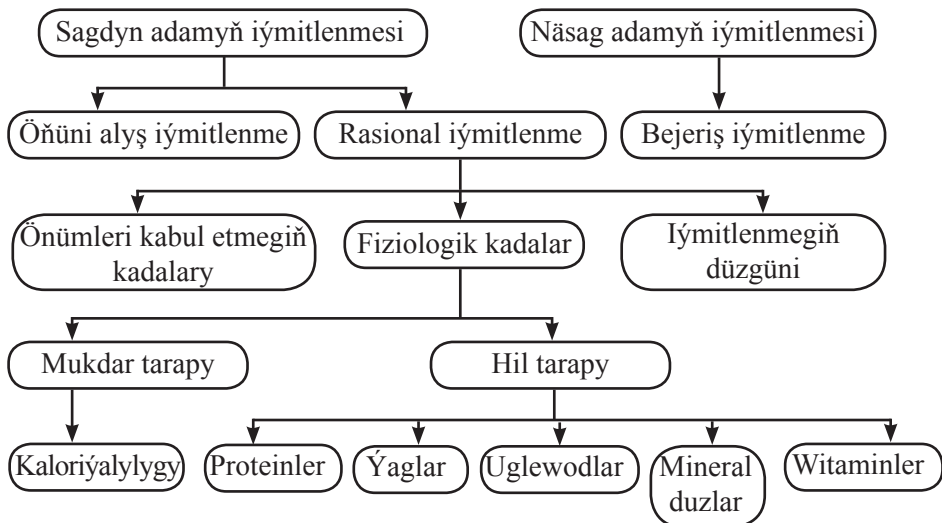 Sagdyn adamyň iýmitlenmesi
Näsag adamyň iýmitlenmesi
Öňüni alyş iýmitlenme
Rasional iýmitlenme
Bejeriş iýmitlenme
Önümleri kabul etmegiň
kadalary
Fiziologik kadalar
Iýmitlenmegiň
düzgüni
Mukdar tarapy
Hil tarapy
Kaloriýalylygy
Proteinler
Ýaglar
Uglewodlar
Mineral
duzlar
Witaminler